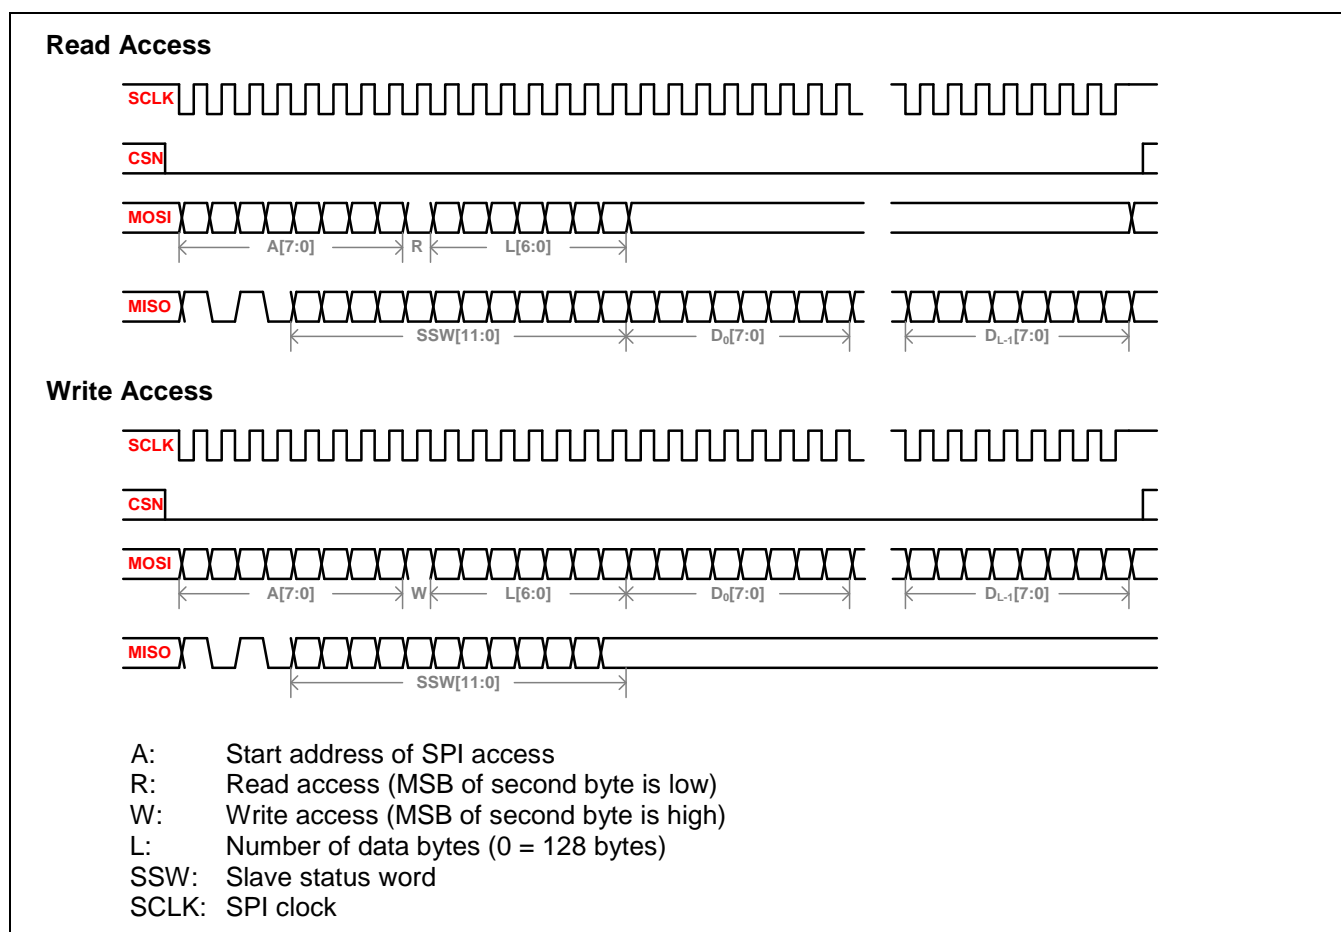 Read Access
SCLK
CSN
MOSI
A[7:0] R L[6:0]
MISO
SSW[11:0] D₀[7:0] D_L-1[7:0]
Write Access
SCLK
CSN
MOSI
A[7:0] W L[6:0] D₀[7:0] D_L-1[7:0]
MISO
SSW[11:0]
A: Start address of SPI access
R: Read access (MSB of second byte is low)
W: Write access (MSB of second byte is high)
L: Number of data bytes (0 = 128 bytes)
SSW: Slave status word
SCLK: SPI clock